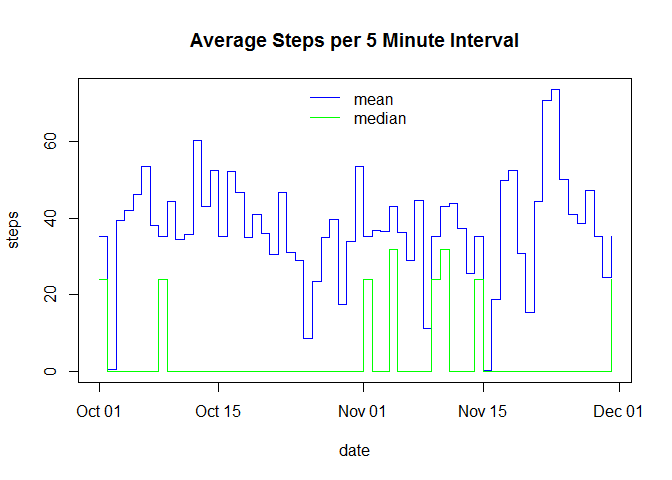 Average Steps per 5 Minute Interval
mean
median
steps
0
20
40
60
Oct 01
Oct 15
Nov 01
Nov 15
Dec 01
date